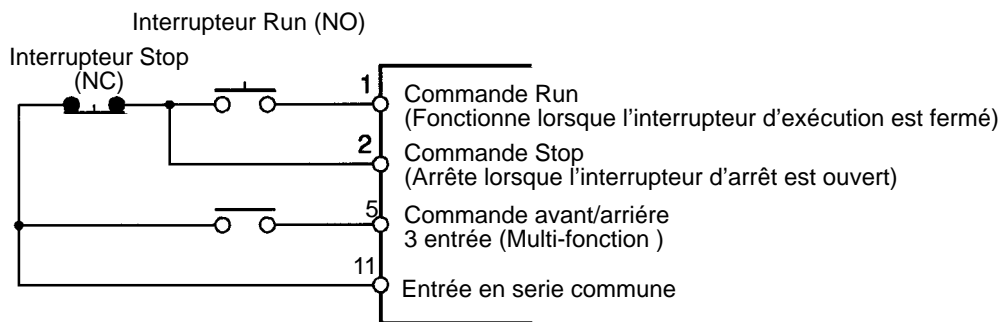 Interrupteur Run (NO)
Interrupteur Stop
(NC)
1
Commande Run
(Fonctionne lorsque l'interrupteur d'exécution est fermé)
2
Commande Stop
(Arrête lorsque l'interrupteur d'arrêt est ouvert)
5
Commande avant/arriére
3 entrée (Multi-fonction )
11
Entrée en serie commune